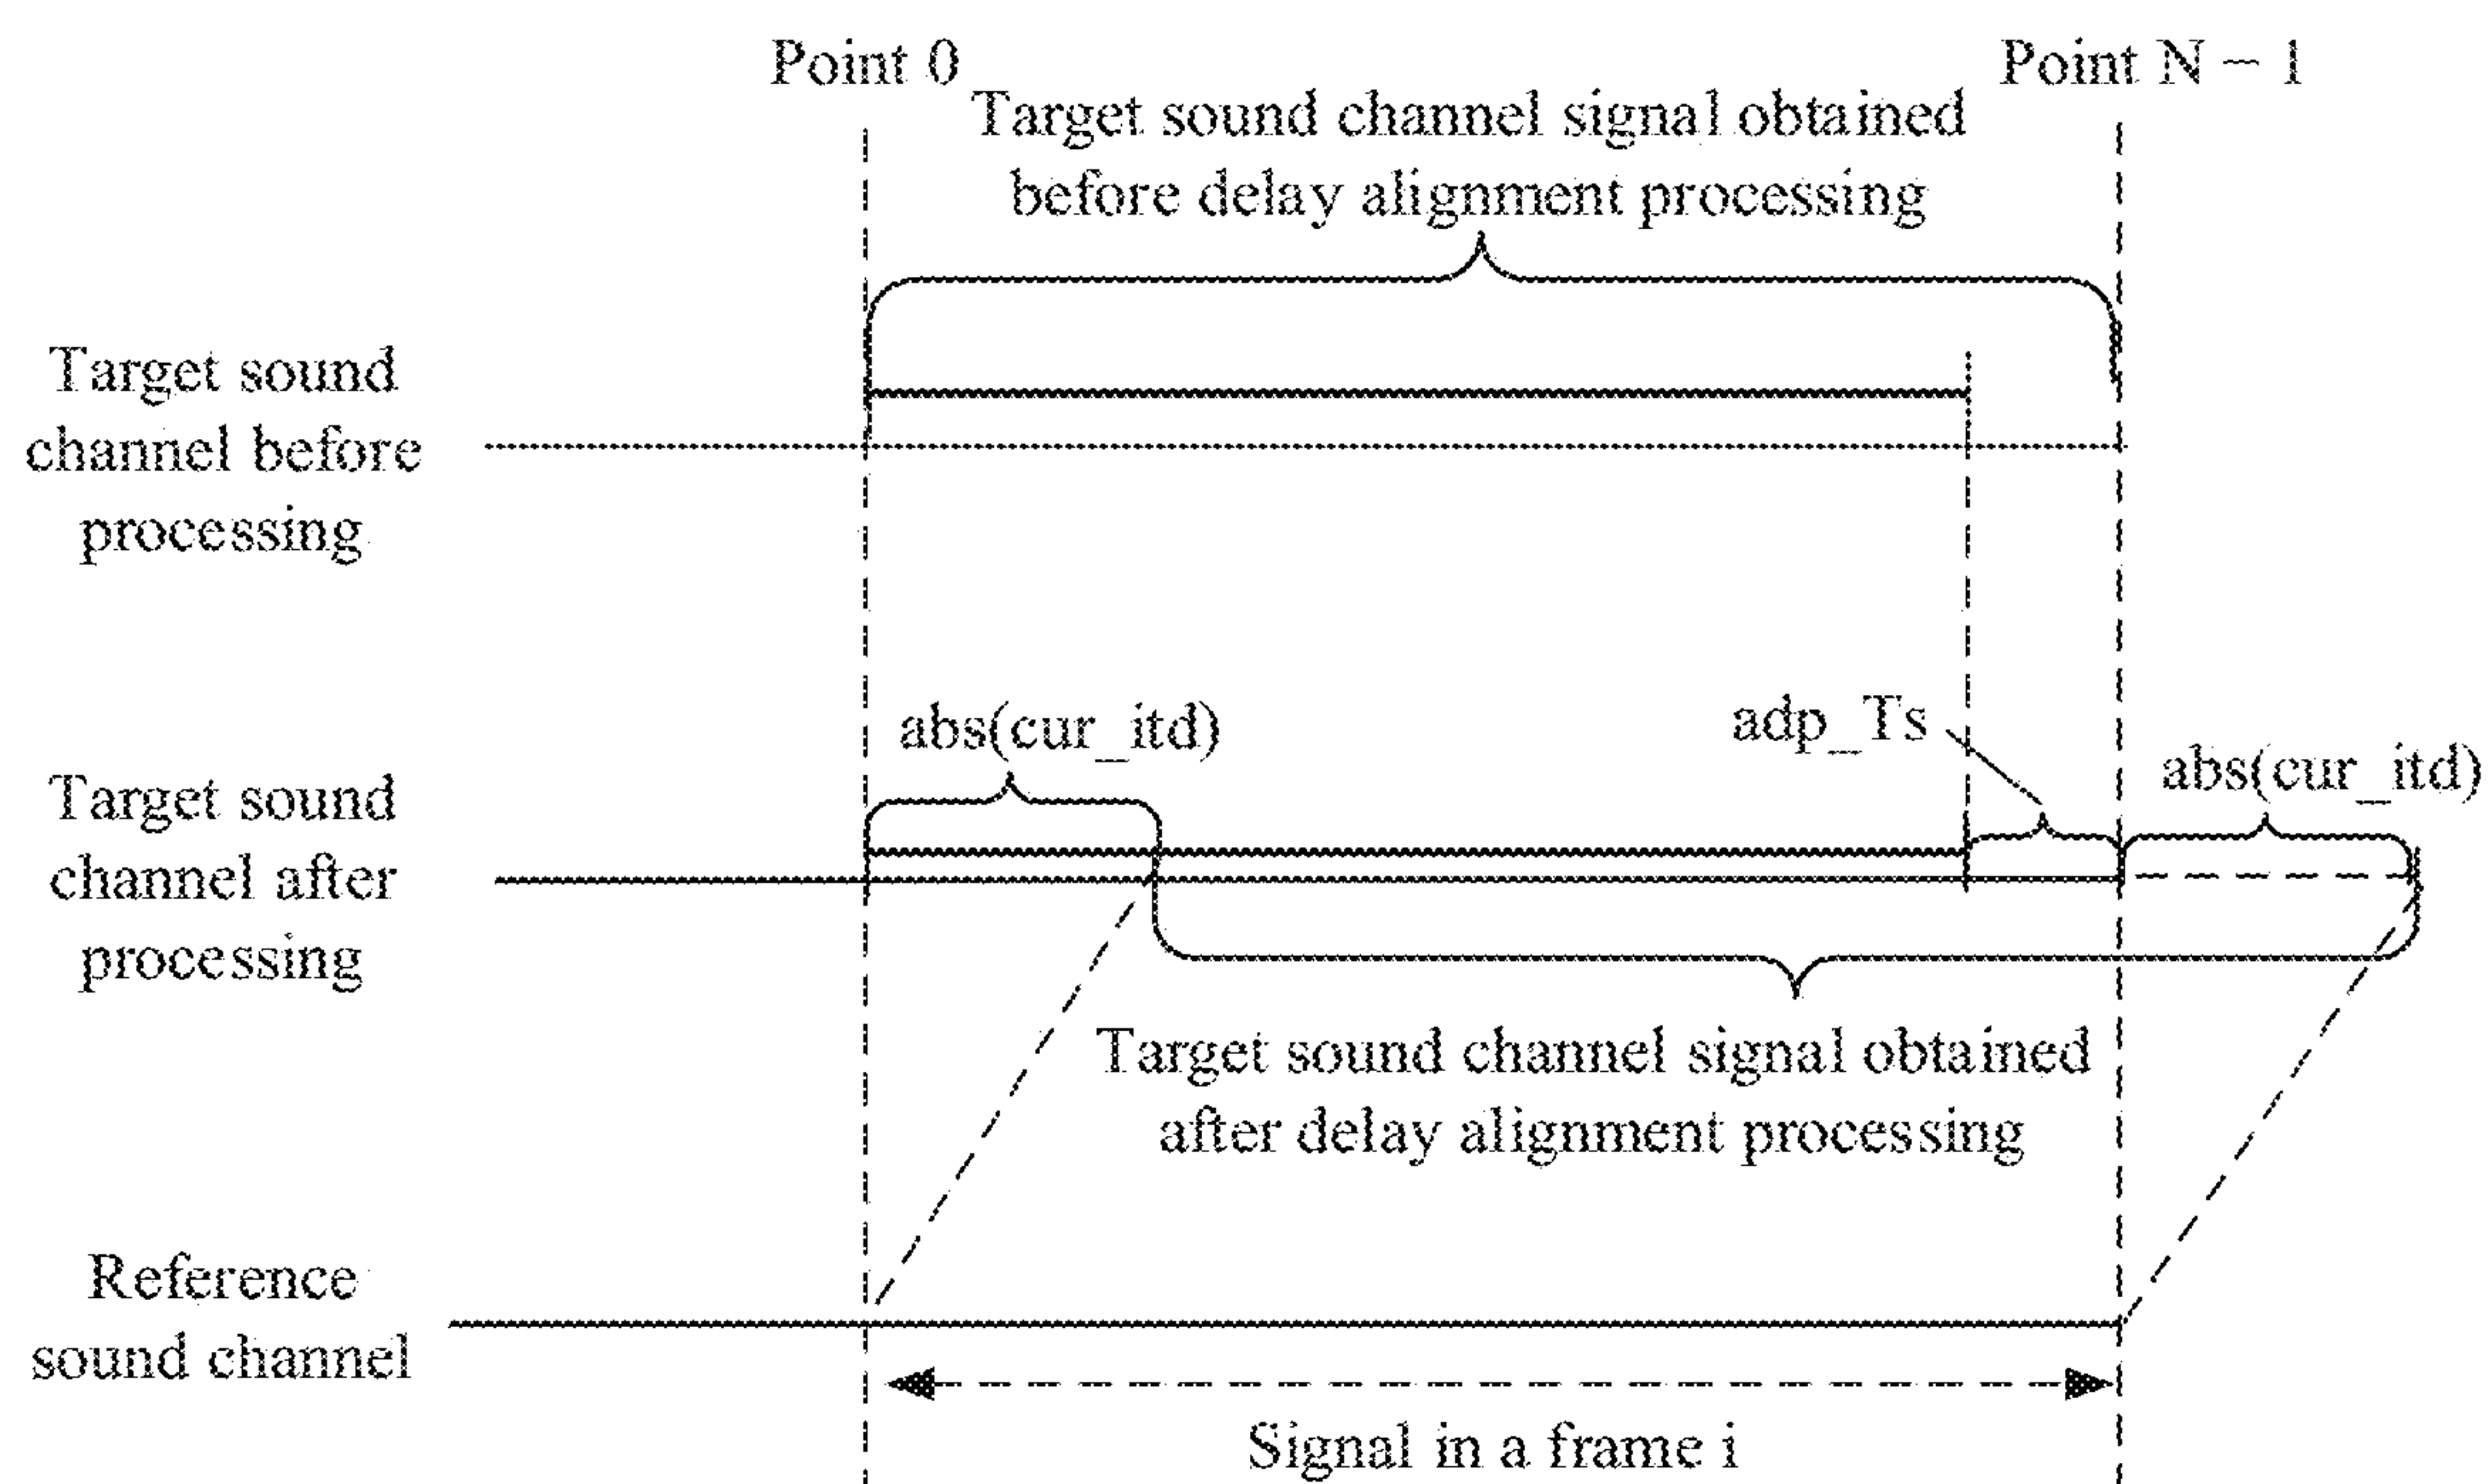 Point 0
Point N − 1
Target sound channel signal obtained
before delay alignment processing
Target sound
channel before
processing
abs(cur_itd)
adp_Ts
abs(cur_itd)
Target sound
channel after
processing
Target sound channel signal obtained
after delay alignment processing
Reference
sound channel
Signal in a frame i